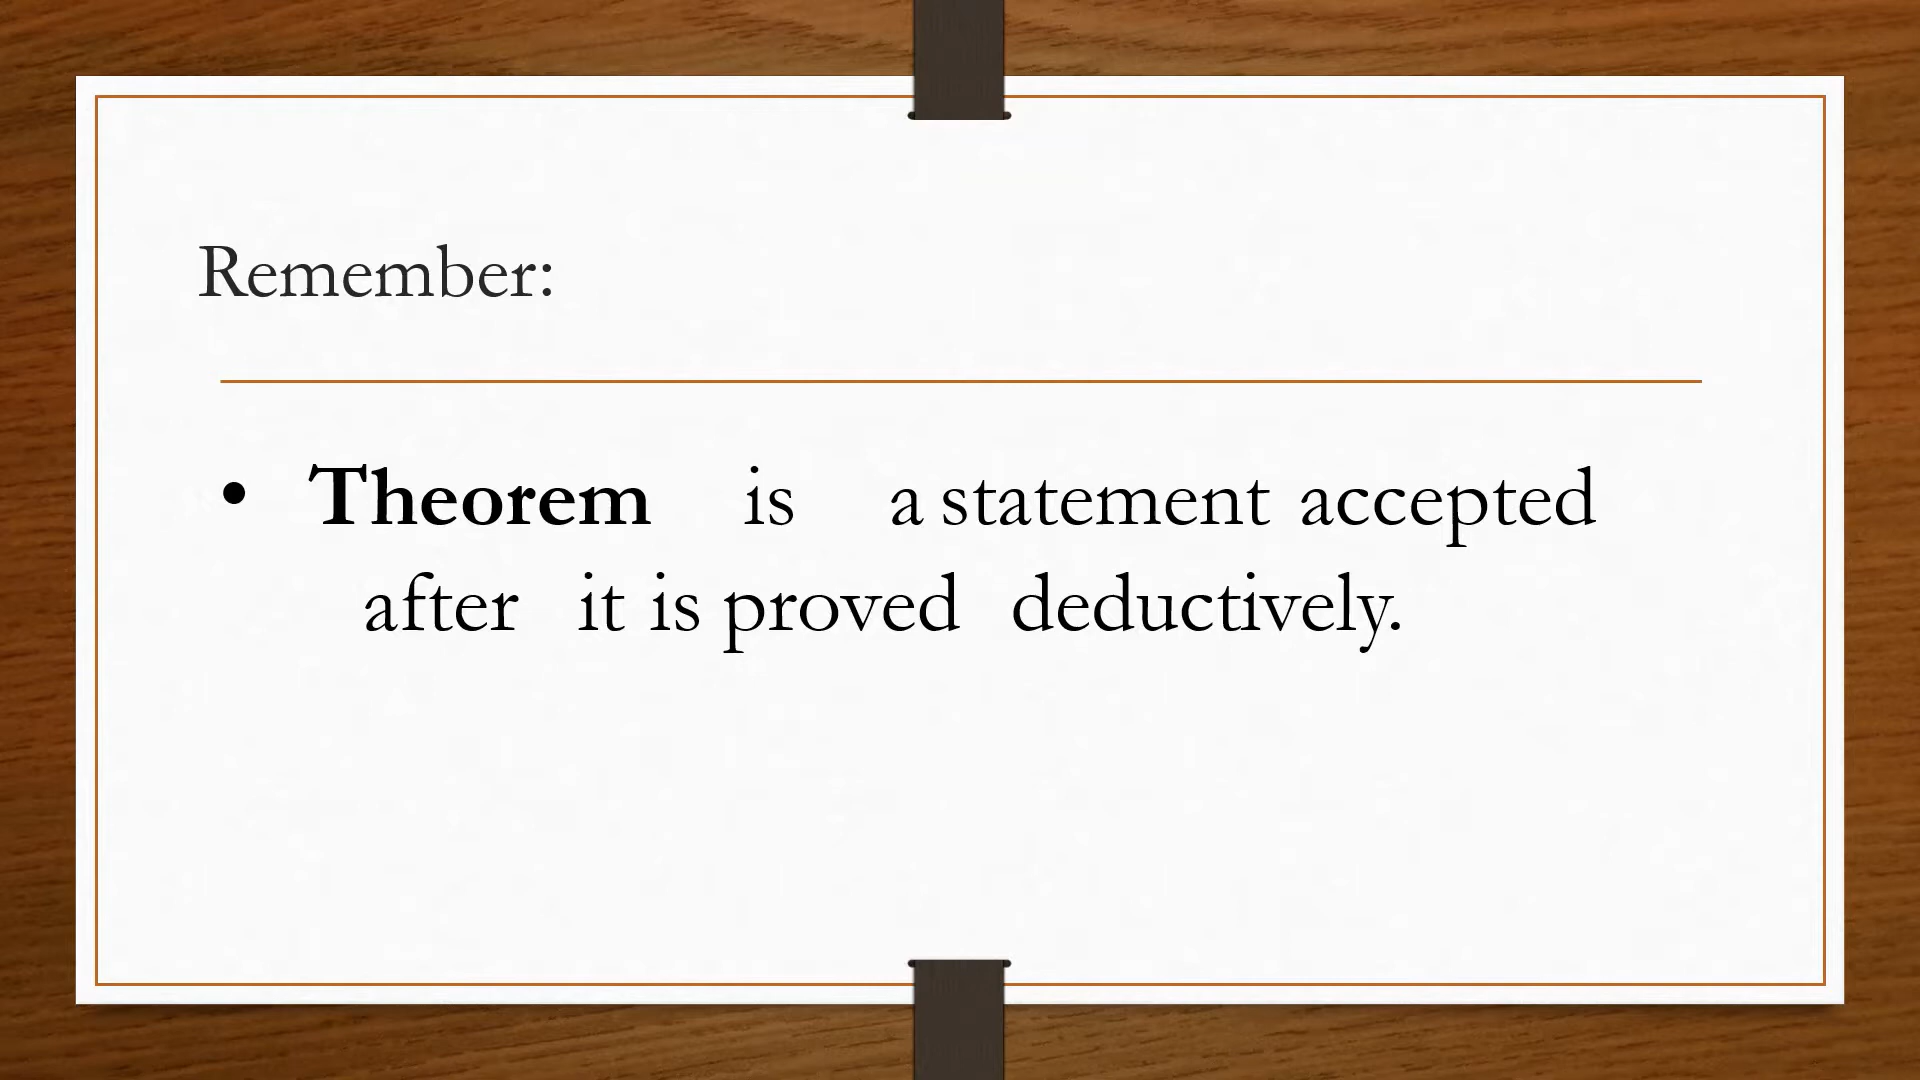 Remember:
• Theorem is a statement accepted
after it is proved deductively.